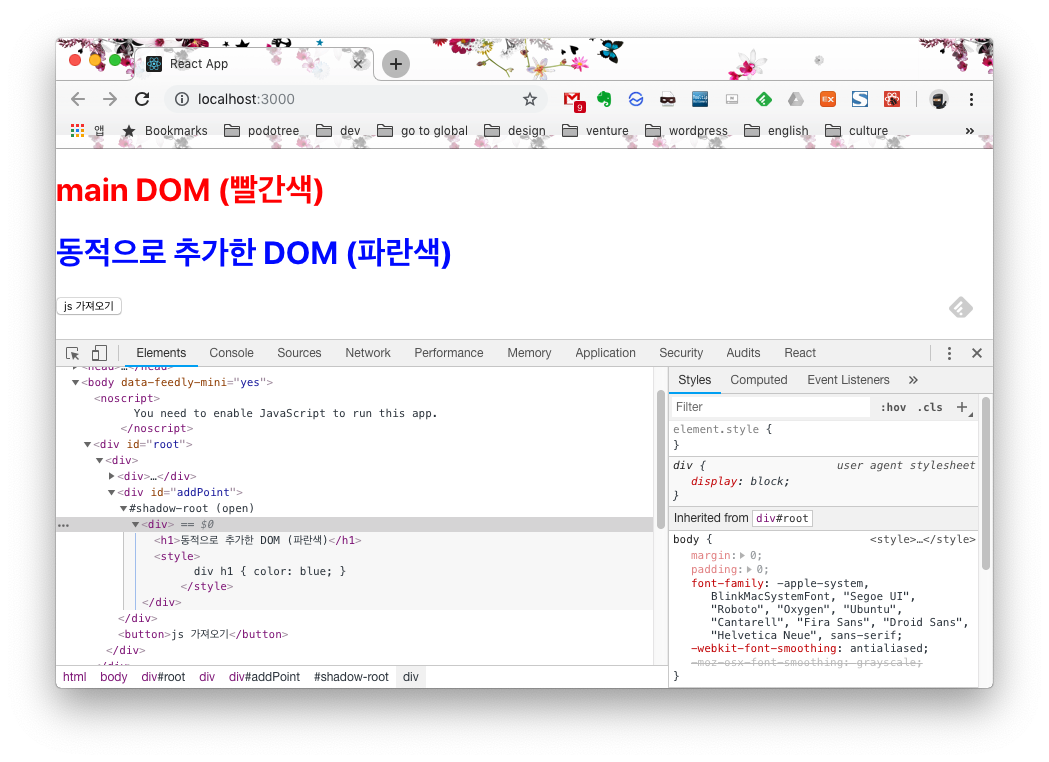 React App
localhost:3000
9
EX
앱 Bookmarks podotree dev go to global design venture wordpress english culture »
main DOM (빨간색)
동적으로 추가한 DOM (파란색)
js 가져오기
Elements Console Sources Network Performance Memory Application Security Audits React
<head>…</head>
<body data-feedly-mini="yes">
<noscript>
You need to enable JavaScript to run this app.
</noscript>
<div id="root">
<div>
<div>…</div>
<div id="addPoint">
#shadow-root (open)
… <div> == $0
<h1>동적으로 추가한 DOM (파란색)</h1>
<style>
div h1 { color: blue; }
</style>
</div>
</div>
<button>js 가져오기</button>
</div>
</div>
html body div#root div div#addPoint #shadow-root div
Styles Computed Event Listeners »
Filter :hov .cls +
element.style {
}
div { user agent stylesheet
display: block;
}
Inherited from div#root
body { <style>…</style>
margin: 0;
padding: 0;
font-family: -apple-system,
BlinkMacSystemFont, "Segoe UI",
"Roboto", "Oxygen", "Ubuntu",
"Cantarell", "Fira Sans", "Droid Sans",
"Helvetica Neue", sans-serif;
-webkit-font-smoothing: antialiased;
-moz-osx-font-smoothing: grayscale;
}